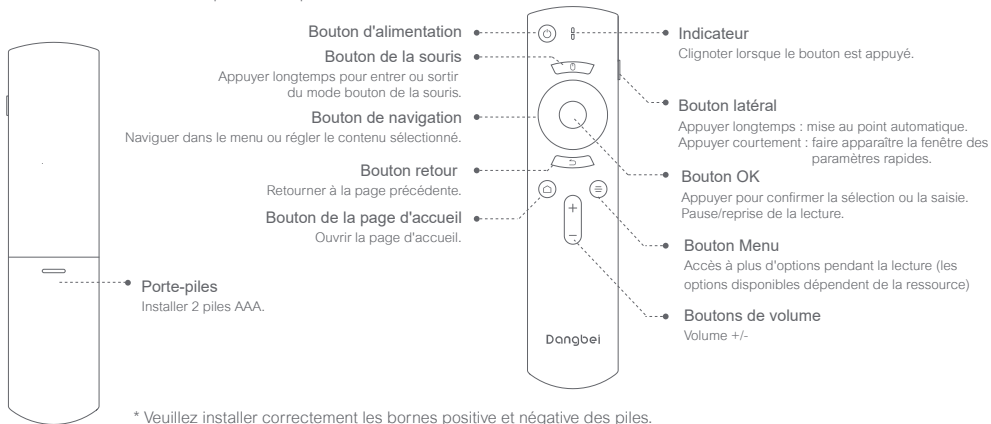 Bouton d'alimentation
Bouton de la souris
Appuyer longtemps pour entrer ou sortir
du mode bouton de la souris.
Bouton de navigation
Naviguer dans le menu ou régler le contenu sélectionné.
Bouton retour
Retourner à la page précédente.
Bouton de la page d'accueil
Ouvrir la page d'accueil.
Porte-piles
Installer 2 piles AAA.
Dangbei
Indicateur
Clignoter lorsque le bouton est appuyé.
Bouton latéral
Appuyer longtemps : mise au point automatique.
Appuyer courtement : faire apparaître la fenêtre des
paramètres rapides.
Bouton OK
Appuyer pour confirmer la sélection ou la saisie.
Pause/reprise de la lecture.
Bouton Menu
Accès à plus d'options pendant la lecture (les
options disponibles dépendent de la ressource)
Boutons de volume
Volume +/-
* Veuillez installer correctement les bornes positive et négative des piles.